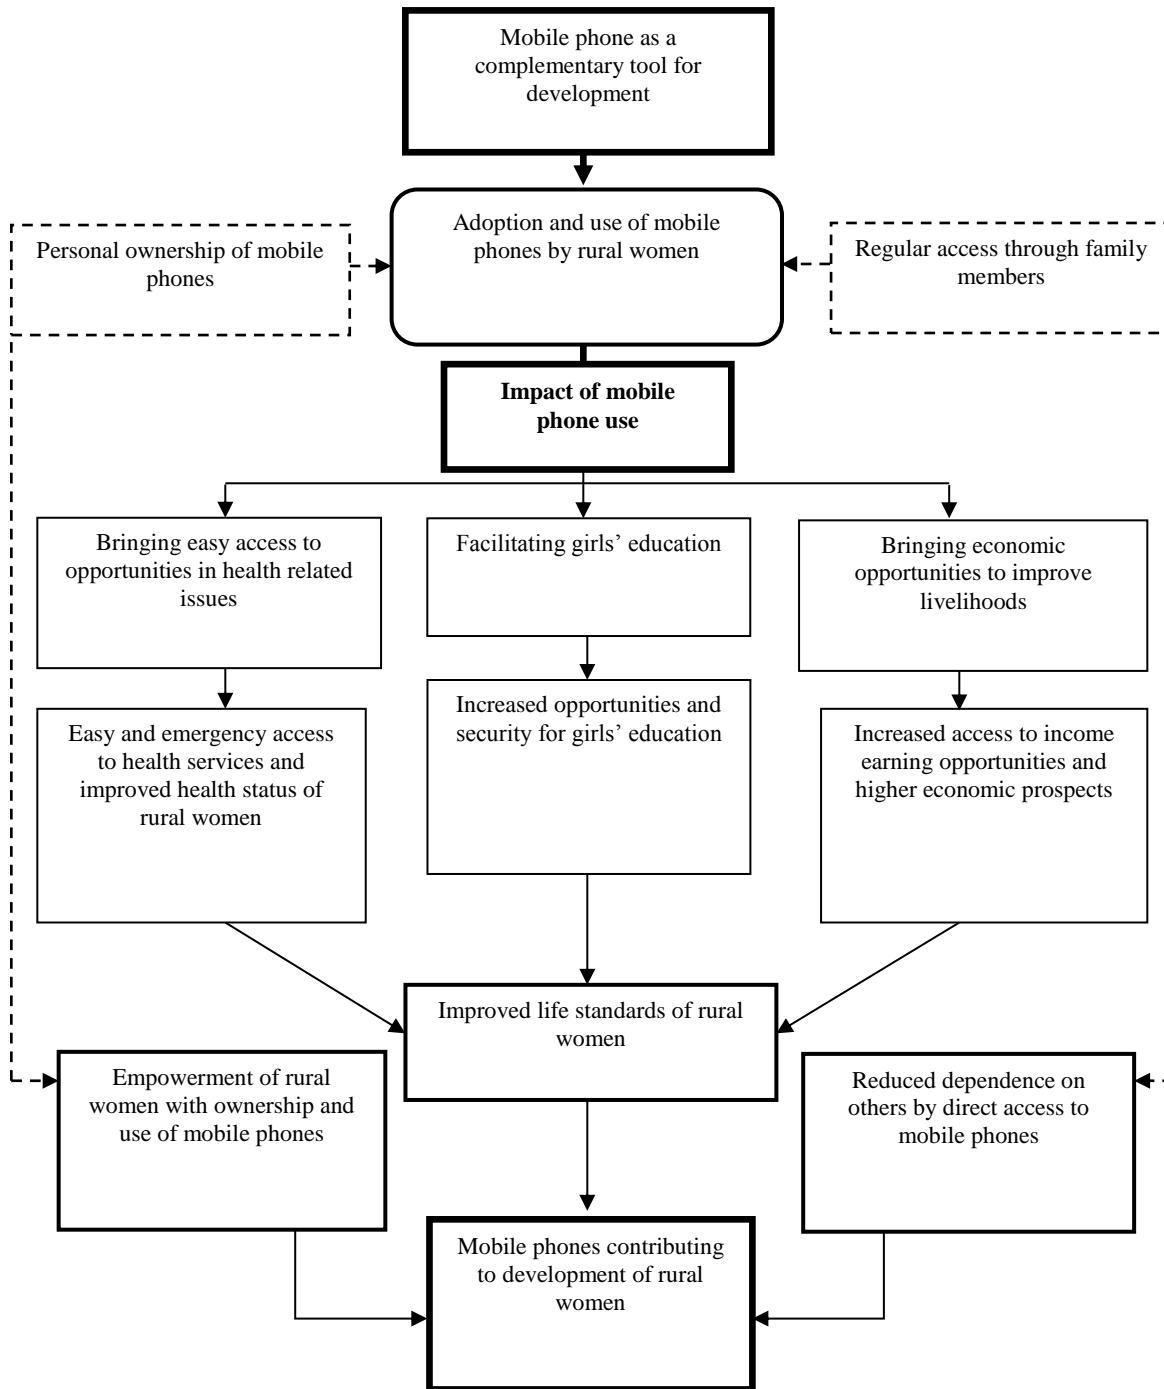 Mobile phone as a
complementary tool for
development
Adoption and use of mobile
phones by rural women
Personal ownership of mobile
phones
Regular access through family
members
Impact of mobile
phone use
Bringing easy access to
opportunities in health related
issues
Facilitating girls’ education
Bringing economic
opportunities to improve
livelihoods
Easy and emergency access
to health services and
improved health status of
rural women
Increased opportunities and
security for girls’ education
Increased access to income
earning opportunities and
higher economic prospects
Improved life standards of rural
women
Empowerment of rural
women with ownership and
use of mobile phones
Reduced dependence on
others by direct access to
mobile phones
Mobile phones contributing
to development of rural
women